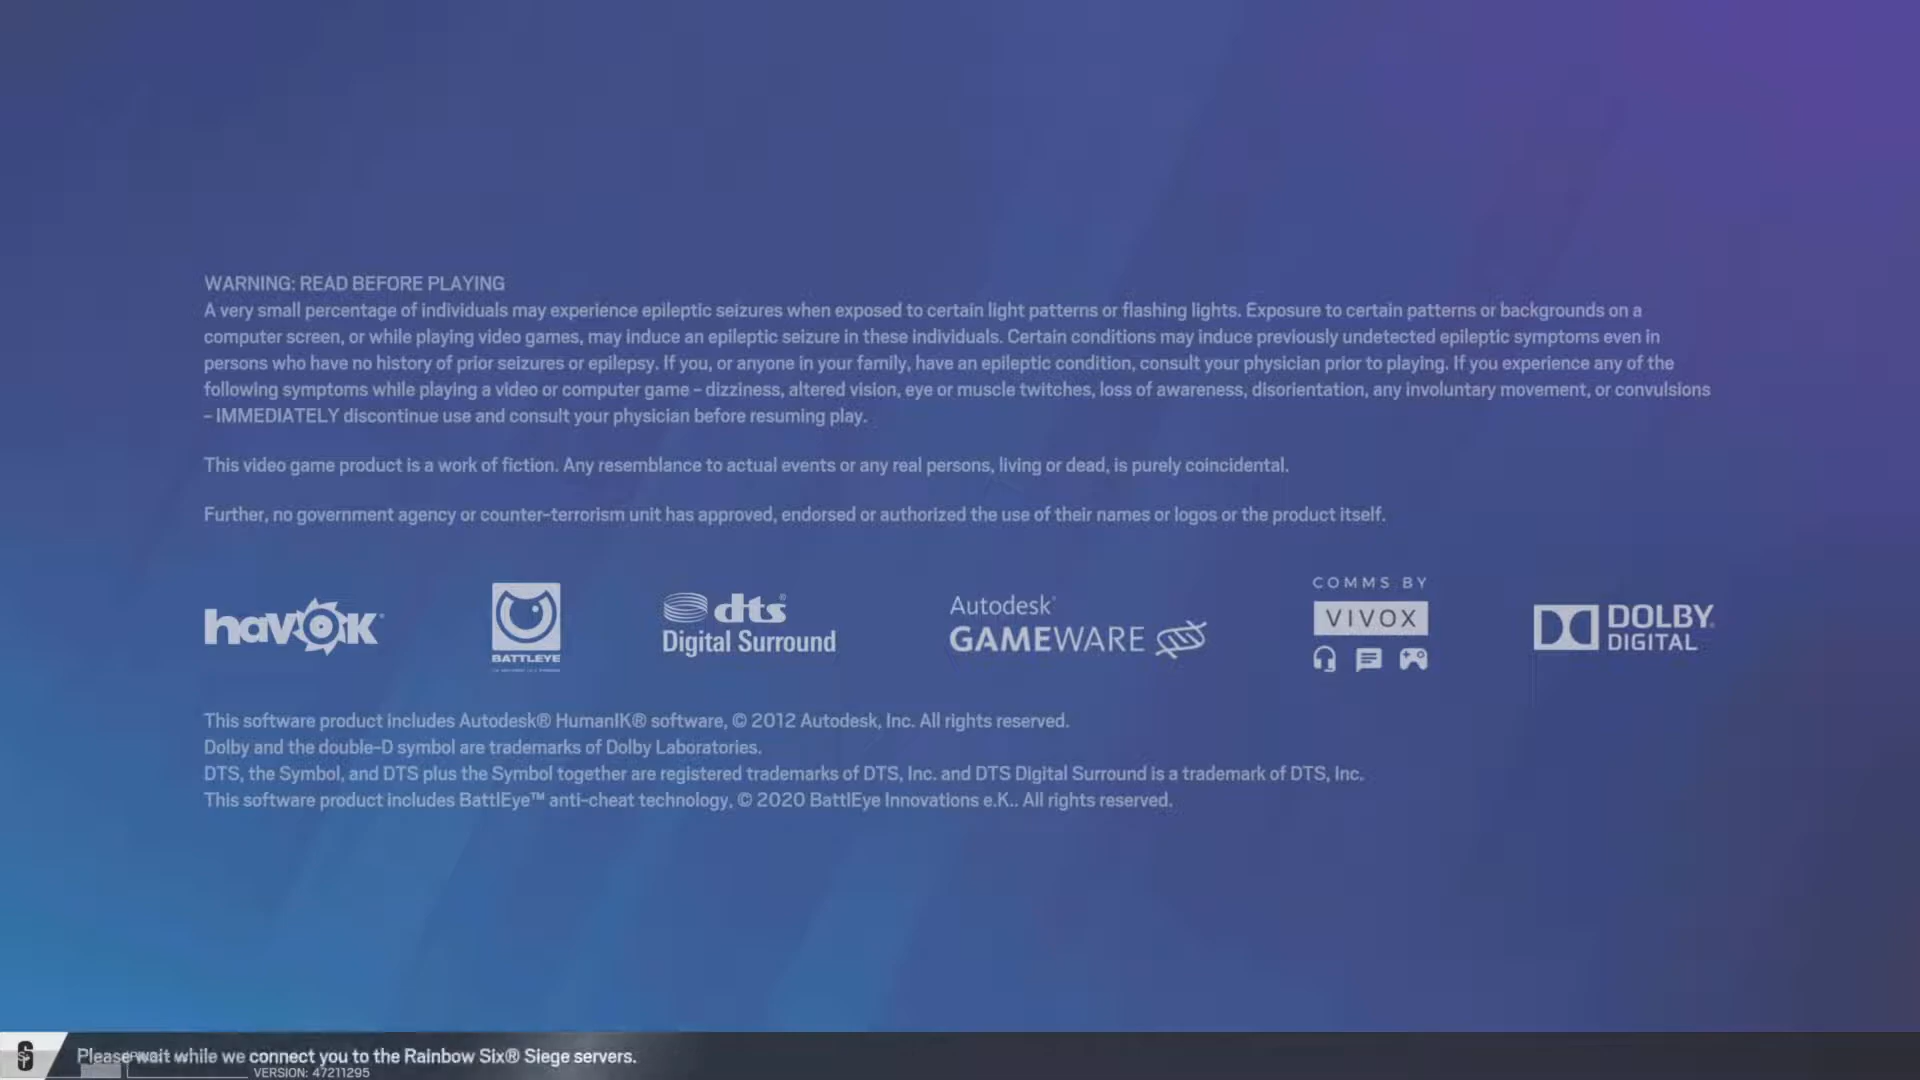 WARNING: READ BEFORE PLAYING
A very small percentage of individuals may experience epileptic seizures when exposed to certain light patterns or flashing lights. Exposure to certain patterns or backgrounds on a
computer screen, or while playing video games, may induce an epileptic seizure in these individuals. Certain conditions may induce previously undetected epileptic symptoms even in
persons who have no history of prior seizures or epilepsy. If you, or anyone in your family, have an epileptic condition, consult your physician prior to playing. If you experience any of the
following symptoms while playing a video or computer game – dizziness, altered vision, eye or muscle twitches, loss of awareness, disorientation, any involuntary movement, or convulsions
– IMMEDIATELY discontinue use and consult your physician before resuming play.
This video game product is a work of fiction. Any resemblance to actual events or any real persons, living or dead, is purely coincidental.
Further, no government agency or counter-terrorism unit has approved, endorsed or authorized the use of their names or logos or the product itself.
havok
BATTLEYE
dts
Digital Surround
Autodesk®
GAMEWARE
COMMS BY
VIVOX
DOLBY
DIGITAL
This software product includes Autodesk® HumanIK® software, © 2012 Autodesk, Inc. All rights reserved.
Dolby and the double-D symbol are trademarks of Dolby Laboratories.
DTS, the Symbol, and DTS plus the Symbol together are registered trademarks of DTS, Inc. and DTS Digital Surround is a trademark of DTS, Inc.
This software product includes BattlEye™ anti-cheat technology, © 2020 BattlEye Innovations e.K.. All rights reserved.
Please wait while we connect you to the Rainbow Six® Siege servers.
VERSION: 47211295